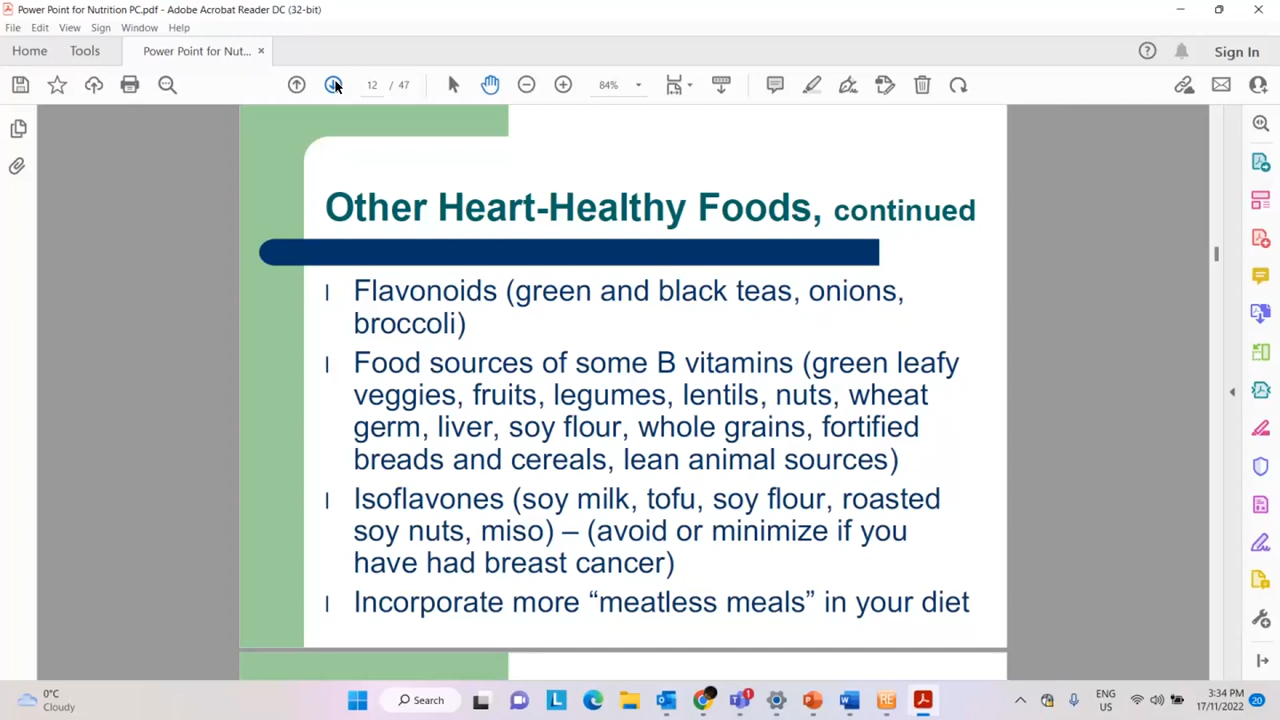 Power Point for Nutrition PC.pdf - Adobe Acrobat Reader DC (32-bit)
File Edit View Sign Window Help
Home Tools Power Point for Nut... ×
Sign In
12 / 47
84%
Other Heart-Healthy Foods, continued
l Flavonoids (green and black teas, onions,
broccoli)
l Food sources of some B vitamins (green leafy
veggies, fruits, legumes, lentils, nuts, wheat
germ, liver, soy flour, whole grains, fortified
breads and cereals, lean animal sources)
l Isoflavones (soy milk, tofu, soy flour, roasted
soy nuts, miso) – (avoid or minimize if you
have had breast cancer)
l Incorporate more “meatless meals” in your diet
0°C
Cloudy
Search
ENG
US
3:34 PM
17/11/2022
20